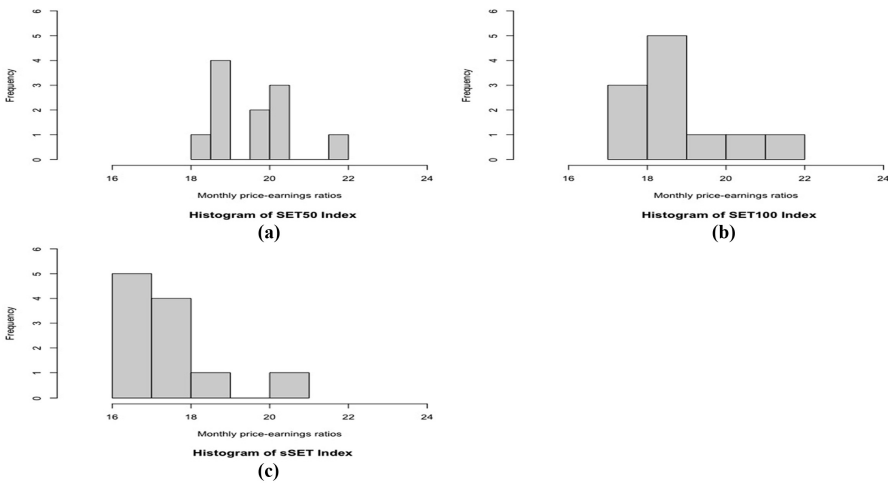 Frequency
6
5
4
3
2
1
0
16 18 20 22 24
Monthly price-earnings ratios
Histogram of SET50 Index
(a)
Frequency
6
5
4
3
2
1
0
16 18 20 22 24
Monthly price-earnings ratios
Histogram of SET100 Index
(b)
Frequency
6
5
4
3
2
1
0
16 18 20 22 24
Monthly price-earnings ratios
Histogram of sSET Index
(c)